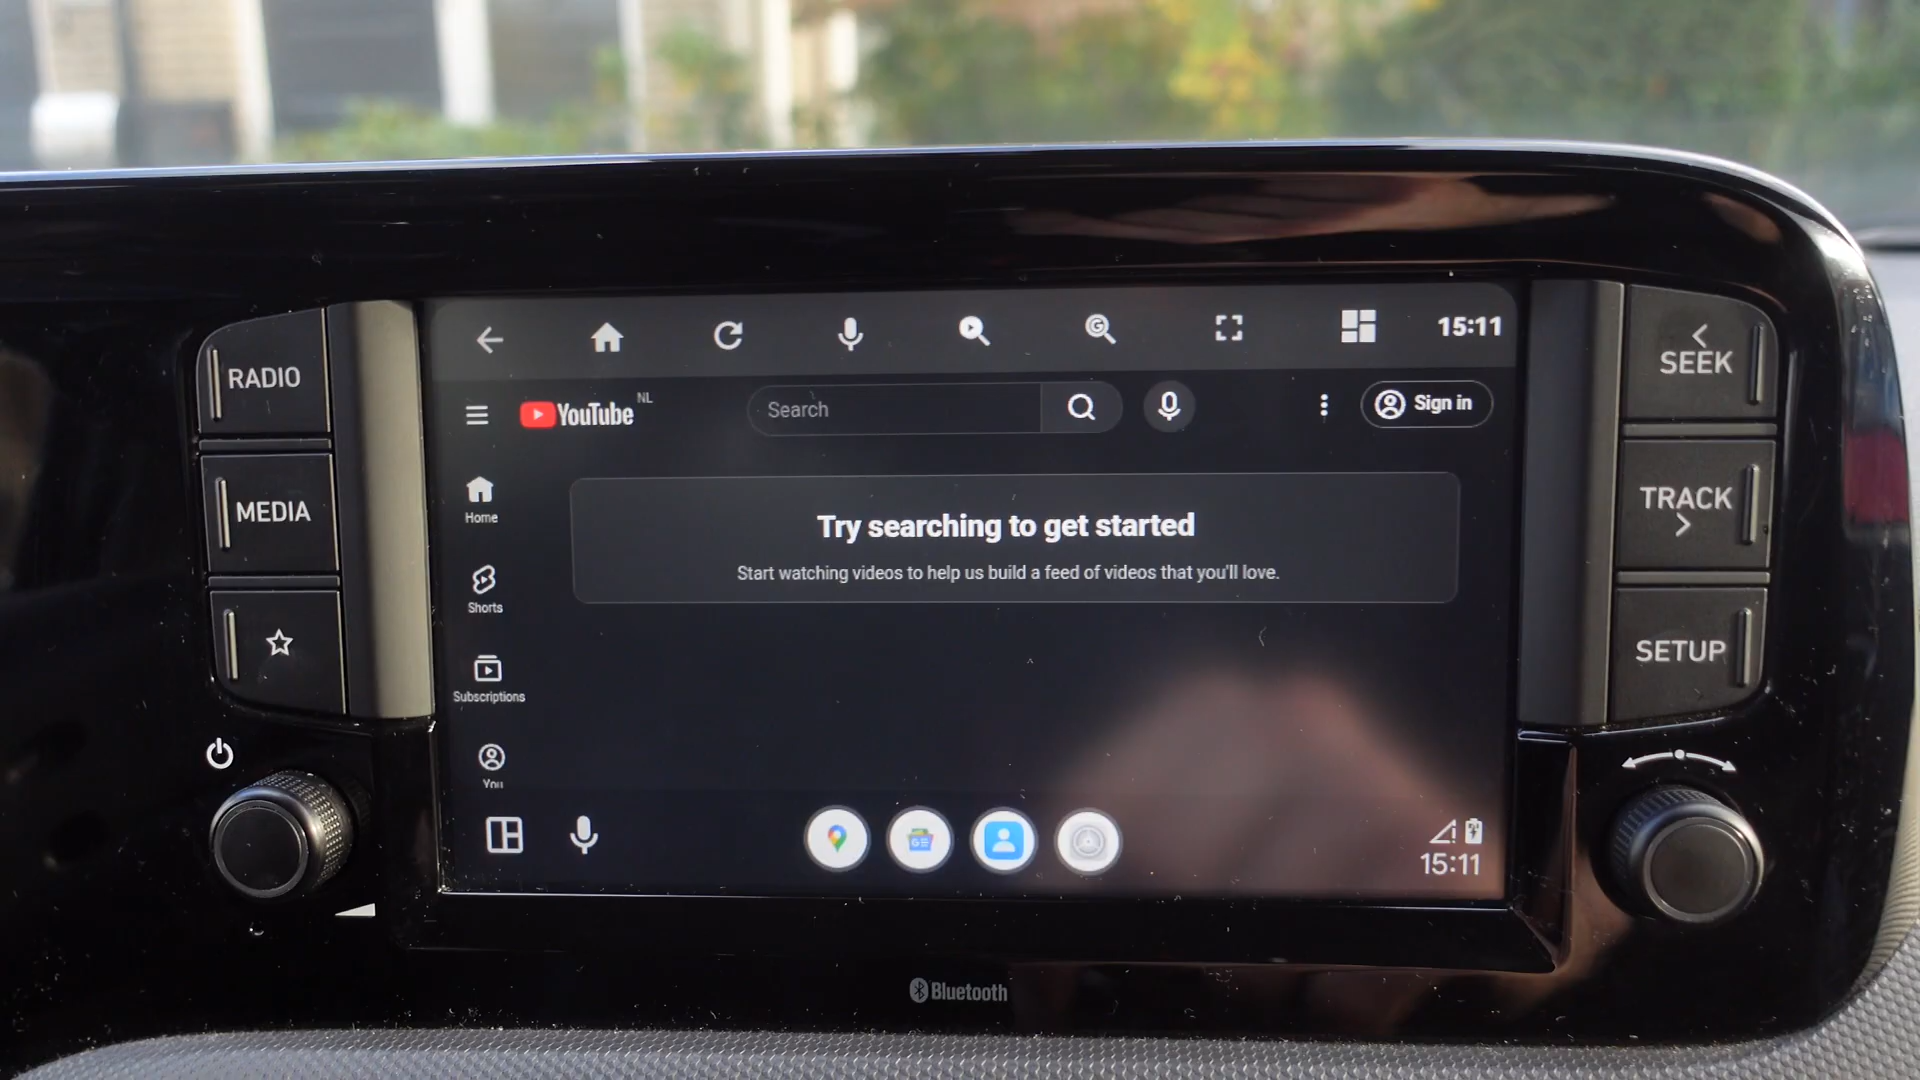 RADIO
MEDIA
15:11
YouTube NL
Search
Sign in
Home
Shorts
Subscriptions
You
Try searching to get started
Start watching videos to help us build a feed of videos that you'll love.
G
GE
15:11
SEEK
TRACK
SETUP
Bluetooth